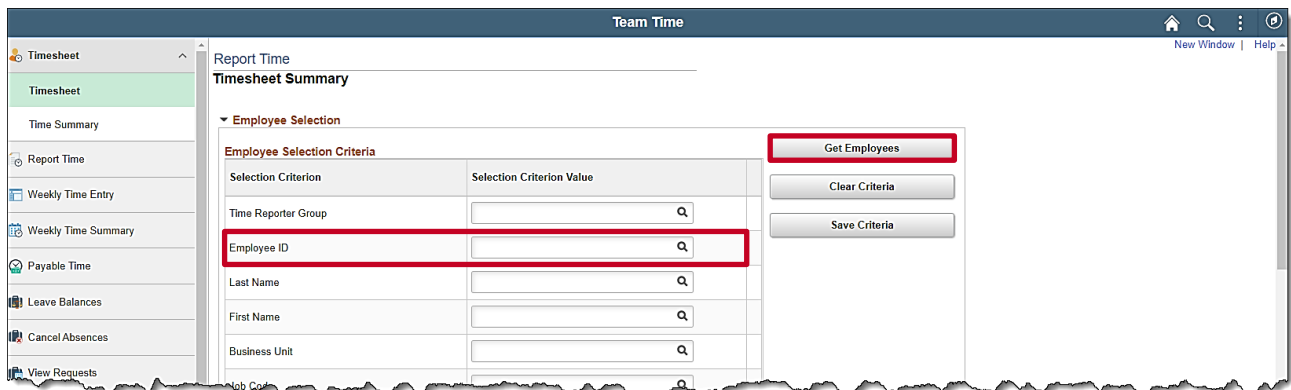 Team Time
New Window | Help
Timesheet
Timesheet
Time Summary
Report Time
Weekly Time Entry
Weekly Time Summary
Payable Time
Leave Balances
Cancel Absences
View Requests
Report Time
Timesheet Summary
Employee Selection
Employee Selection Criteria
Selection Criterion Selection Criterion Value
Time Reporter Group
Employee ID
Last Name
First Name
Business Unit
Job Code
Get Employees
Clear Criteria
Save Criteria